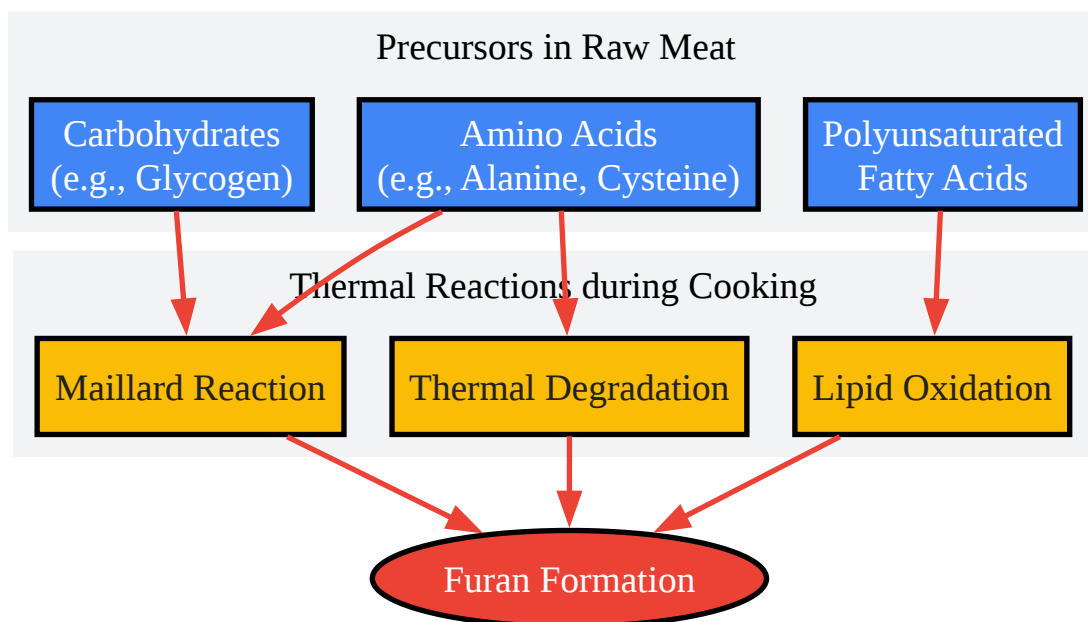 Precursors in Raw Meat
Carbohydrates
(e.g., Glycogen)
Amino Acids
(e.g., Alanine, Cysteine)
Polyunsaturated
Fatty Acids
Thermal Reactions during Cooking
Maillard Reaction
Thermal Degradation
Lipid Oxidation
Furan Formation